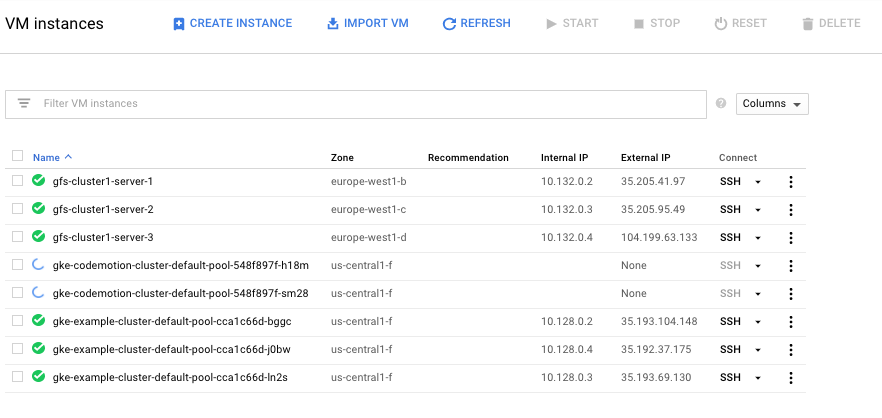 VM instances CREATE INSTANCE IMPORT VM REFRESH START STOP RESET DELETE
Filter VM instances Columns
Name Zone Recommendation Internal IP External IP Connect
gfs-cluster1-server-1 europe-west1-b 10.132.0.2 35.205.41.97 SSH
gfs-cluster1-server-2 europe-west1-c 10.132.0.3 35.205.95.49 SSH
gfs-cluster1-server-3 europe-west1-d 10.132.0.4 104.199.63.133 SSH
gke-codemotion-cluster-default-pool-548f897f-h18m us-central1-f None SSH
gke-codemotion-cluster-default-pool-548f897f-sm28 us-central1-f None SSH
gke-example-cluster-default-pool-cca1c66d-bggc us-central1-f 10.128.0.2 35.193.104.148 SSH
gke-example-cluster-default-pool-cca1c66d-j0bw us-central1-f 10.128.0.4 35.192.37.175 SSH
gke-example-cluster-default-pool-cca1c66d-ln2s us-central1-f 10.128.0.3 35.193.69.130 SSH